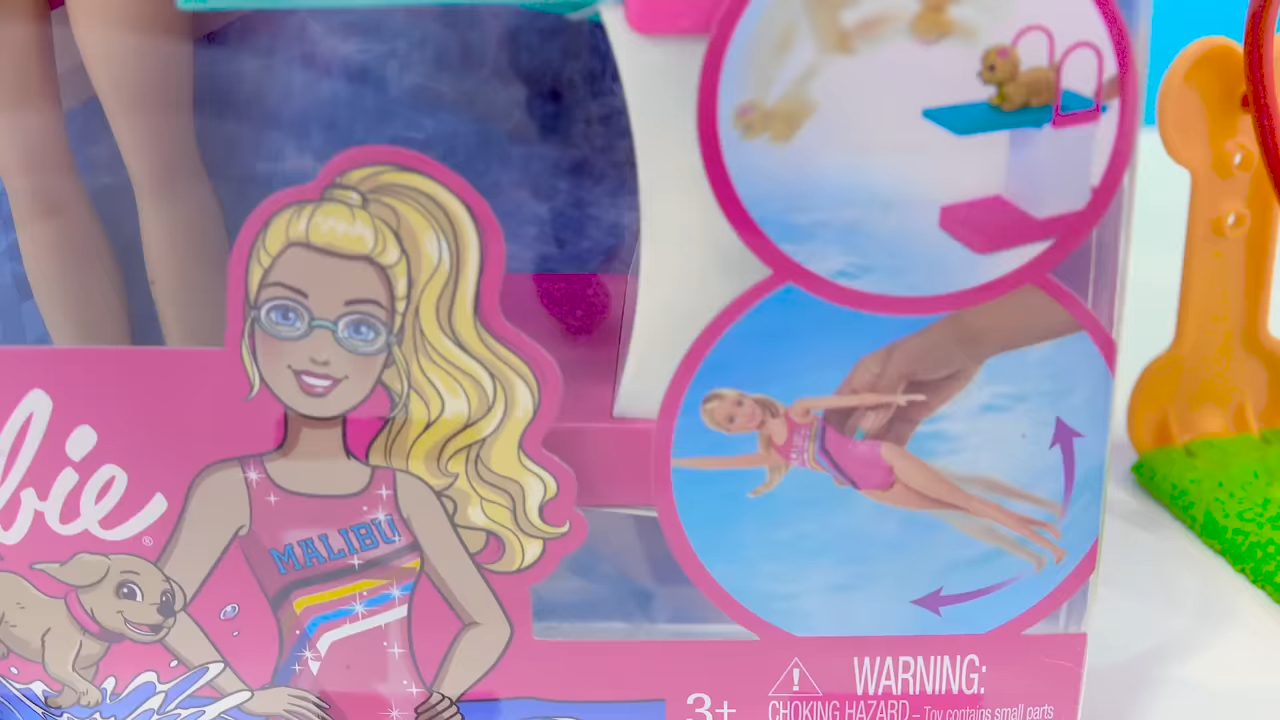 bie®
MALIBU
3+
WARNING:
CHOKING HAZARD – Toy contains small parts